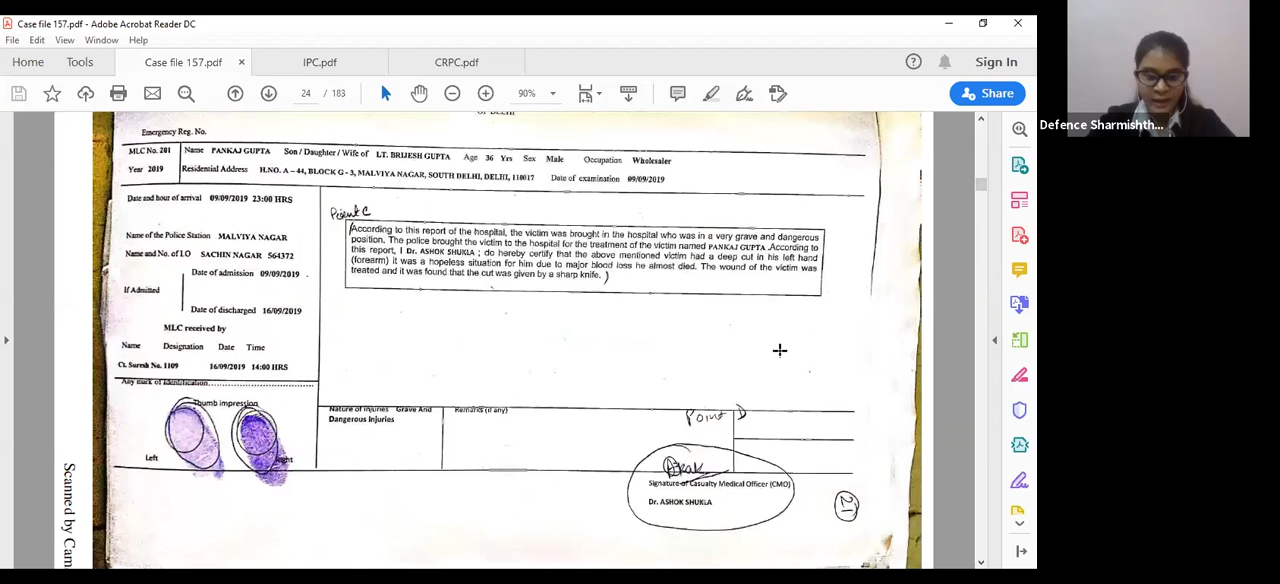 Case file 157.pdf - Adobe Acrobat Reader DC
File Edit View Window Help
Home Tools Case file 157.pdf × IPC.pdf CRPC.pdf Sign In
24 / 183 90% Share
Defence Sharmishth...
OF DELHI
Emergency Reg. No.
MLC No. 201 Name PANKAJ GUPTA Son / Daughter / Wife of LT. BRIJESH GUPTA Age 36 Yrs Sex Male Occupation Wholesaler
Year 2019 Residential Address H.NO. A – 44, BLOCK G - 3, MALVIYA NAGAR, SOUTH DELHI, DELHI, 110017 Date of examination 09/09/2019
Date and hour of arrival 09/09/2019 23:00 HRS
Name of the Police Station MALVIYA NAGAR
Name and No. of I.O SACHIN NAGAR 564372
Date of admission 09/09/2019
If Admitted
Date of discharged 16/09/2019
MLC received by
Name Designation Date Time
Ct. Suresh No. 1109 16/09/2019 14:00 HRS
Any mark of Identification
Thumb impression
Left Right
Point C
(According to this report of the hospital, the victim was brought in the hospital who was in a very grave and dangerous
position. The police brought the victim to the hospital for the treatment of the victim named PANKAJ GUPTA .According to
this report, I Dr. ASHOK SHUKLA ; do hereby certify that the above mentioned victim had a deep cut in his left hand
(forearm) it was a hopeless situation for him due to major blood loss he almost died. The wound of the victim was
treated and it was found that the cut was given by a sharp knife. )
Nature of injuries Grave And
Dangerous Injuries
Remarks (if any)
Point D
Signature of Casualty Medical Officer (CMO)
Dr. ASHOK SHUKLA
21
Scanned by Cam